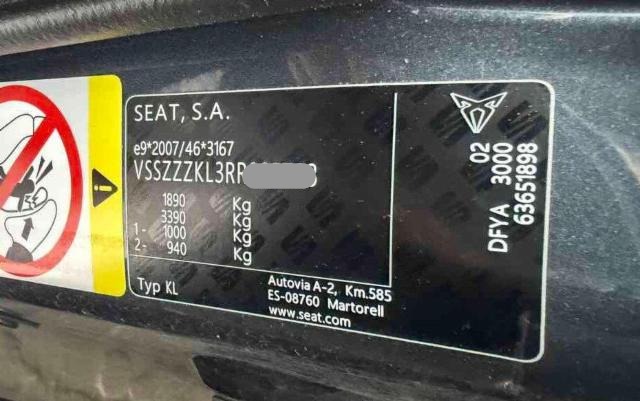 SEAT, S.A.
e9*2007/46*3167
VSSZZZKL3RR
1890 Kg
3390 Kg
1- 1000 Kg
2- 940 Kg
Typ KL
Autovia A-2, Km.585
ES-08760 Martorell
www.seat.com
02
DFYA 3000
63651898